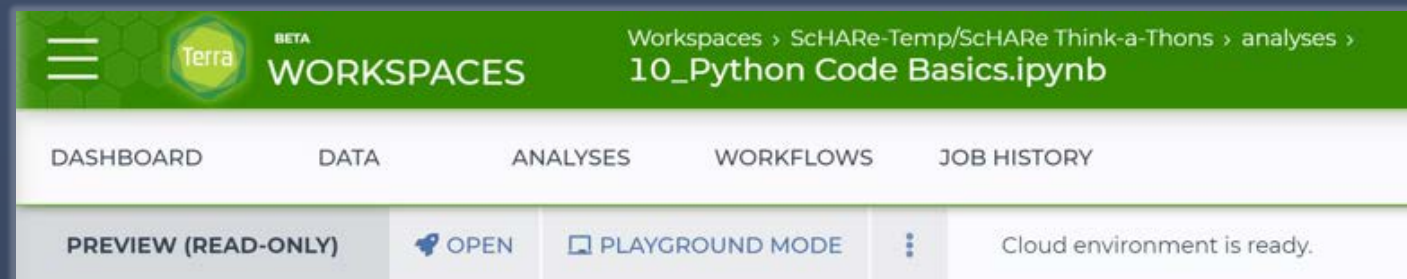 Terra
BETA
WORKSPACES
Workspaces › ScHARe-Temp/ScHARe Think-a-Thons › analyses ›
10_Python Code Basics.ipynb
DASHBOARD DATA ANALYSES WORKFLOWS JOB HISTORY
PREVIEW (READ-ONLY) OPEN PLAYGROUND MODE Cloud environment is ready.